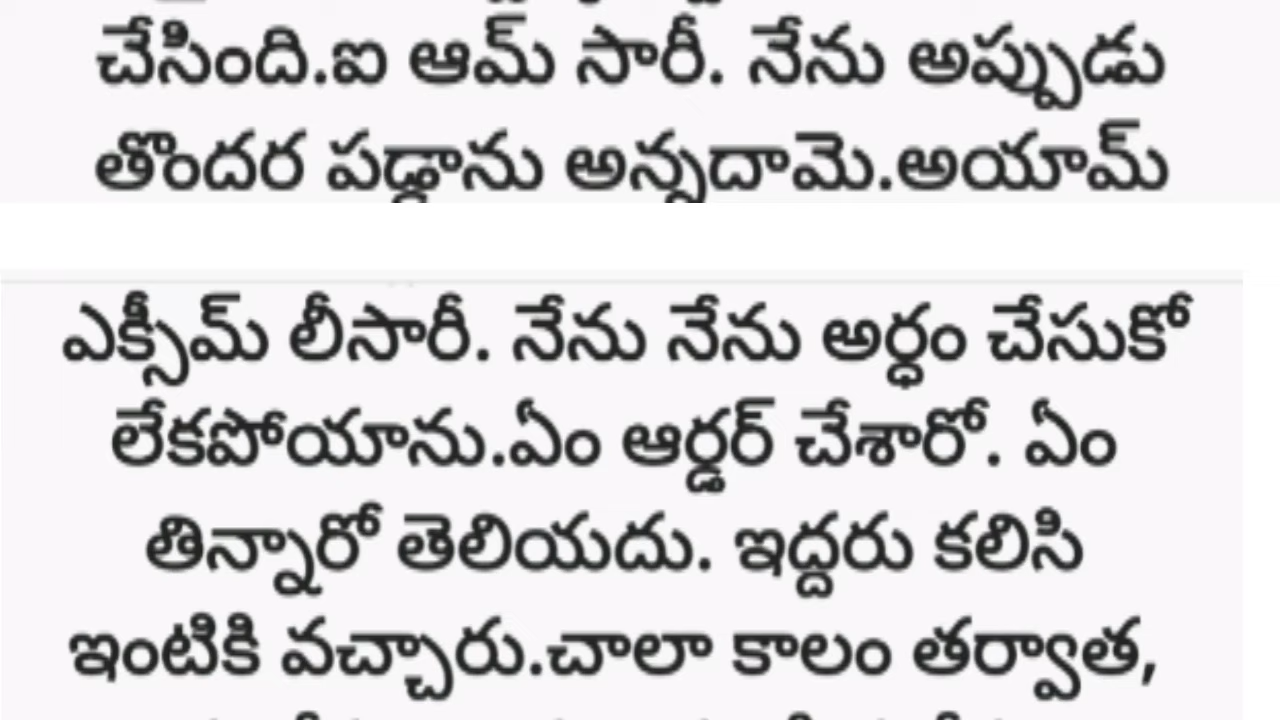 చేసింది.ఐ ఆమ్ సారీ. నేను అప్పుడు
తొందర పడ్డాను అన్నదామె.అయామ్
ఎక్సీమ్ లీసారీ. నేను నేను అర్ధం చేసుకో
లేకపోయాను.ఏం ఆర్డర్ చేశారో. ఏం
తిన్నారో తెలియదు. ఇద్దరు కలిసి
ఇంటికి వచ్చారు.చాలా కాలం తర్వాత,